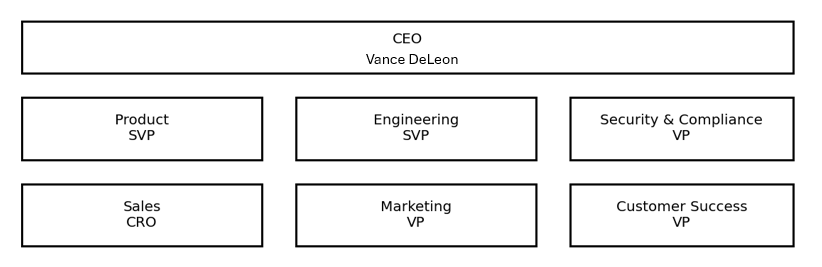 CEO
Vance DeLeon
Product
SVP
Engineering
SVP
Security & Compliance
VP
Sales
CRO
Marketing
VP
Customer Success
VP